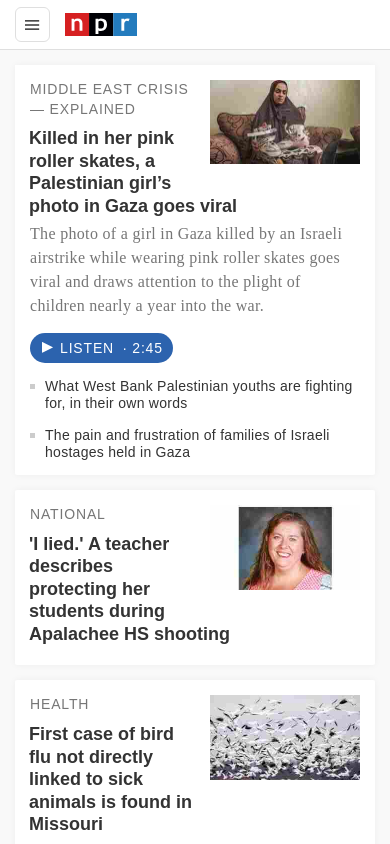 npr
MIDDLE EAST CRISIS
— EXPLAINED
Killed in her pink
roller skates, a
Palestinian girl’s
photo in Gaza goes viral
The photo of a girl in Gaza killed by an Israeli
airstrike while wearing pink roller skates goes
viral and draws attention to the plight of
children nearly a year into the war.
LISTEN · 2:45
What West Bank Palestinian youths are fighting
for, in their own words
The pain and frustration of families of Israeli
hostages held in Gaza
NATIONAL
'I lied.' A teacher
describes
protecting her
students during
Apalachee HS shooting
HEALTH
First case of bird
flu not directly
linked to sick
animals is found in
Missouri